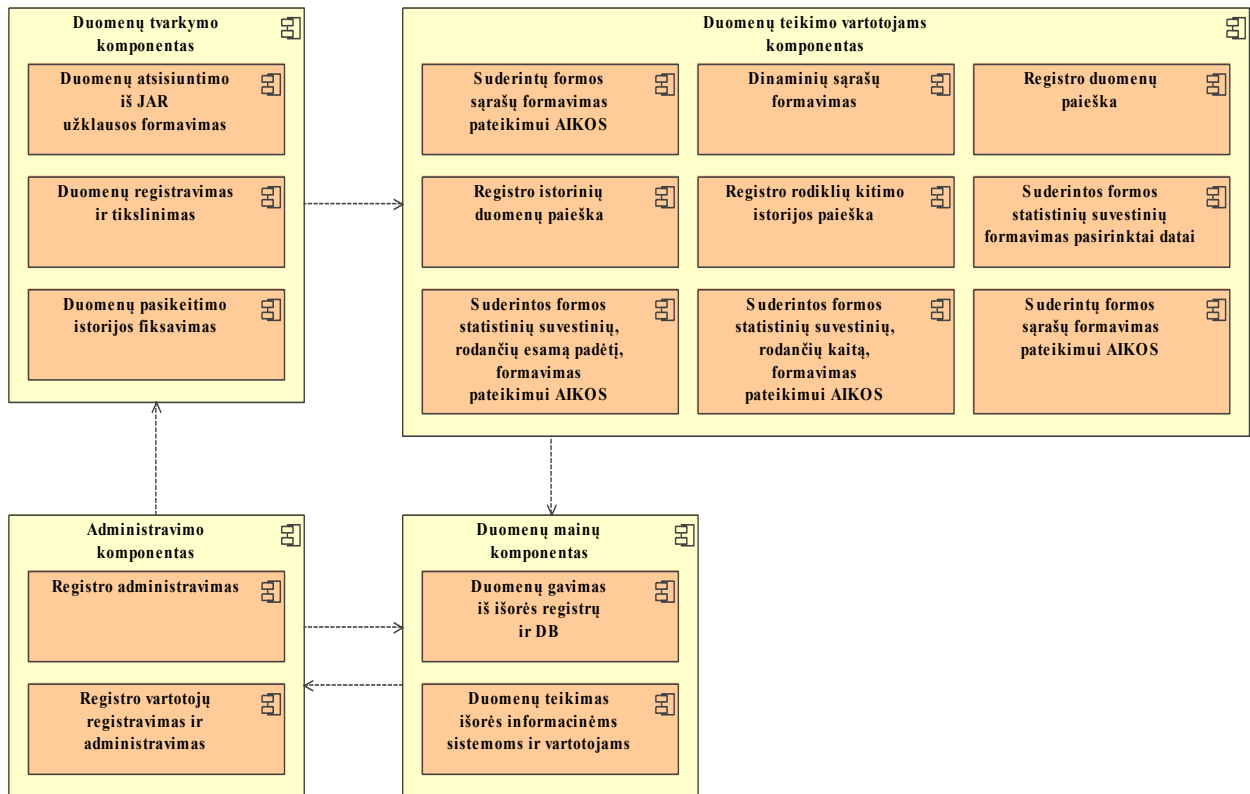 Duomenų tvarkymo
komponentas
Duomenų atsisiuntimo
iš JAR
užklausos formavimas
Duomenų registravimas
ir tikslinimas
Duomenų pasikeitimo
istorijos fiksavimas
Duomenų teikimo vartotojams
komponentas
Suderintų formos
sąrašų formavimas
pateikimui AIKOS
Dinaminių sąrašų
formavimas
Registro duomenų
paieška
Registro istorinių
duomenų paieška
Registro rodiklių kitimo
istorijos paieška
Suderintos formos
statistinių suvestinių
formavimas pasirinktai datai
Suderintos formos
statistinių suvestinių,
rodančių esamą padėtį,
formavimas
pateikimui AIKOS
Suderintos formos
statistinių suvestinių,
rodančių kaitą,
formavimas
pateikimui AIKOS
Suderintų formos
sąrašų formavimas
pateikimui AIKOS
Administravimo
komponentas
Registro administravimas
Registro vartotojų
registravimas ir
administravimas
Duomenų mainų
komponentas
Duomenų gavimas
iš išorės registrų
ir DB
Duomenų teikimas
išorės informacinėms
sistemoms ir vartotojams